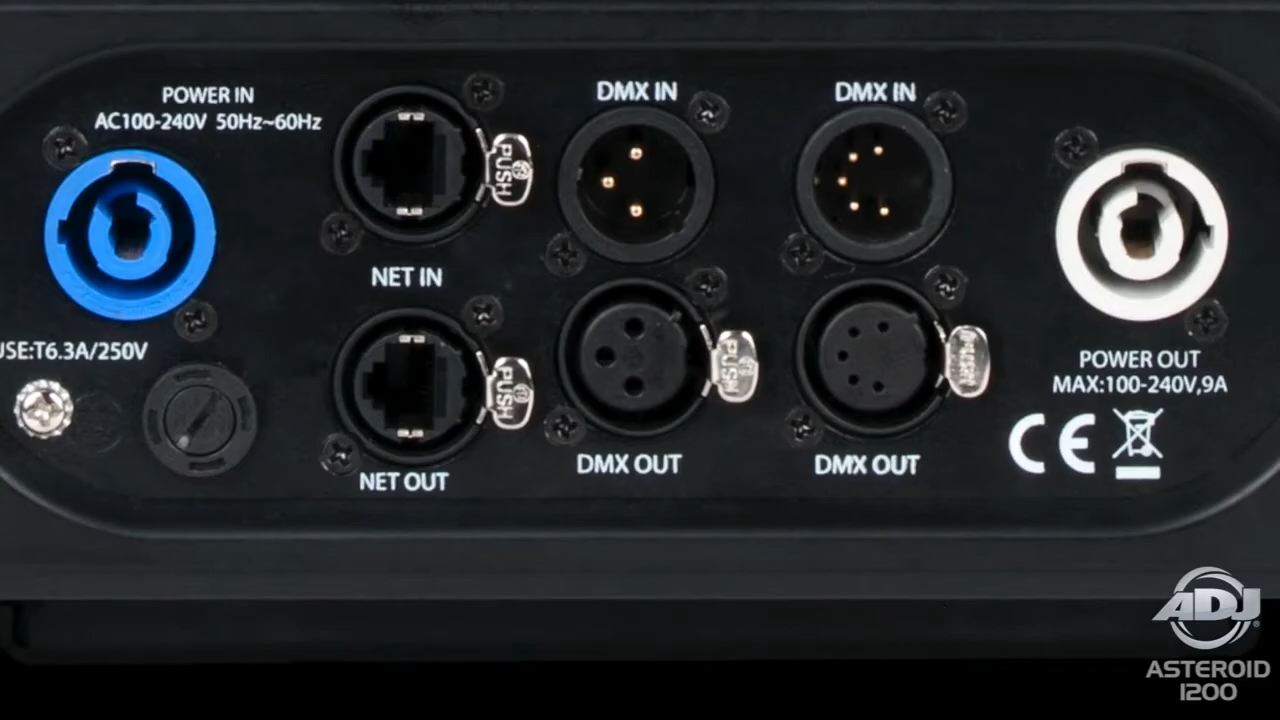 POWER IN
AC100-240V 50Hz~60Hz
USE:T6.3A/250V
PUSH
NET IN
PUSH
NET OUT
DMX IN
PUSH
DMX OUT
DMX IN
DMX OUT
POWER OUT
MAX:100-240V,9A
CE
ADJ®
ASTEROID
1200